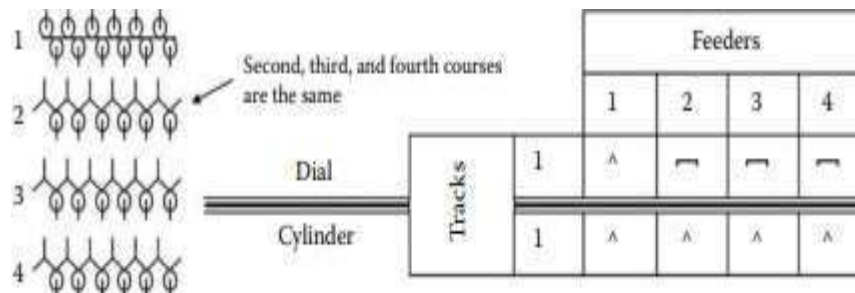 1
2
3
4
Second, third, and fourth courses
are the same
Dial
Cylinder
Tracks
Feeders
1 2 3 4
1
1